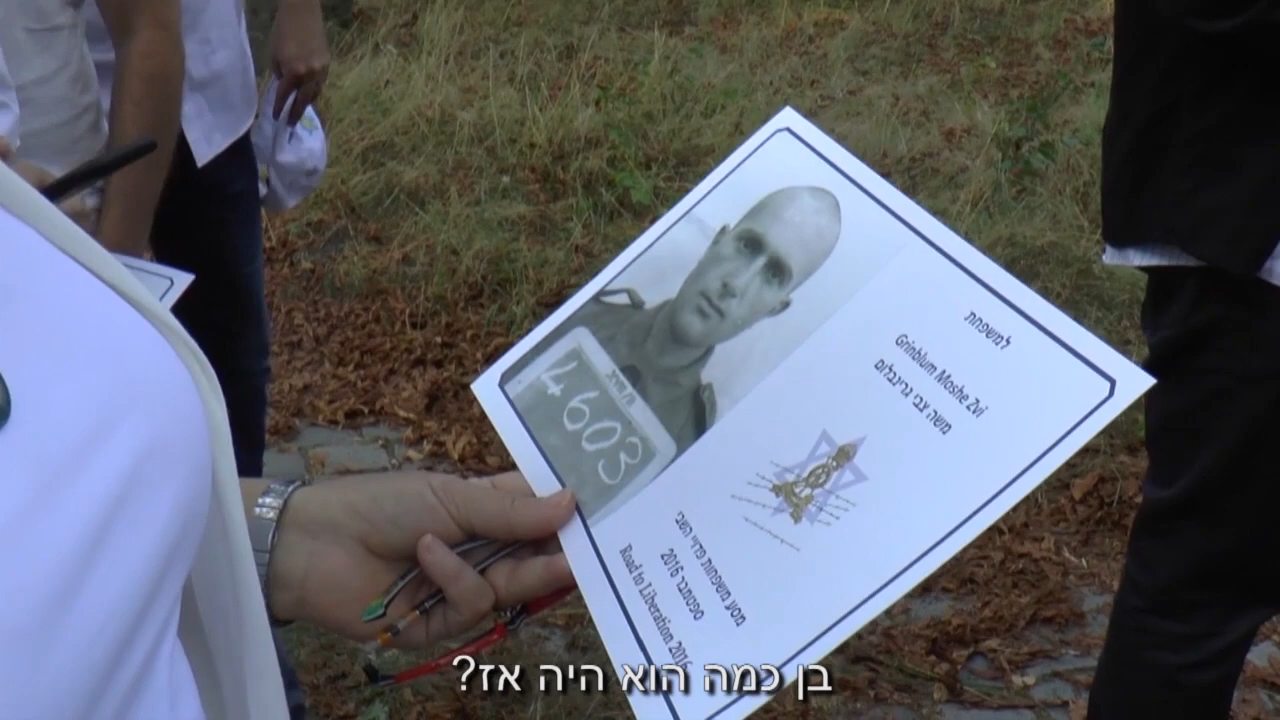 למשפחת
Grinblum Moshe Zvi
משה צבי גרינבלום
4603
מסע משפחות פדויי השבי
ספטמבר 2016
Road to Liberation 2016
בן כמה הוא היה אז?